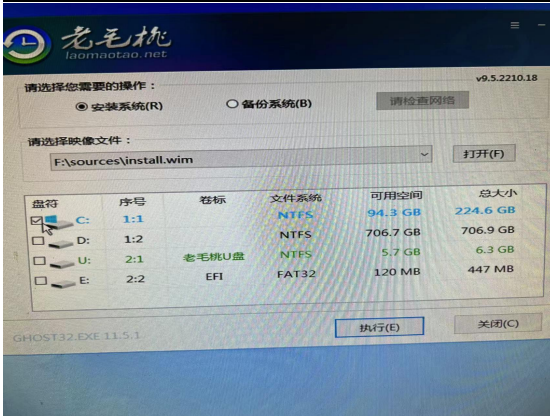 老毛桃
laomaotao.net
v9.5.2210.18
请选择您需要的操作：
安装系统(R) 备份系统(B) 请检查网络
请选择映像文件：
F:\sources\install.wim 打开(F)
盘符 序号 卷标 文件系统 可用空间 总大小
C: 1:1 NTFS 94.3 GB 224.6 GB
D: 1:2 NTFS 706.7 GB 706.9 GB
U: 2:1 老毛桃U盘 NTFS 5.7 GB 6.3 GB
E: 2:2 EFI FAT32 120 MB 447 MB
GHOST32.EXE 11.5.1 执行(E) 关闭(C)